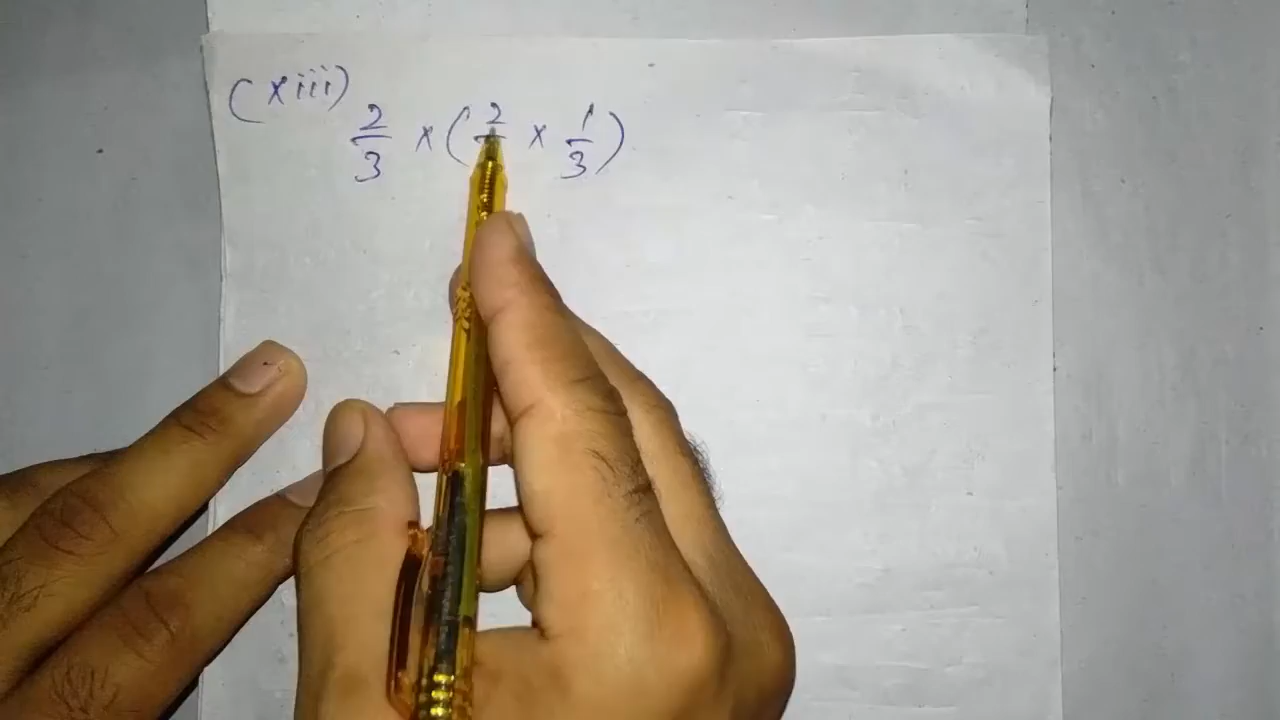 (xiii)
2/3 × (2/ × 1/3)